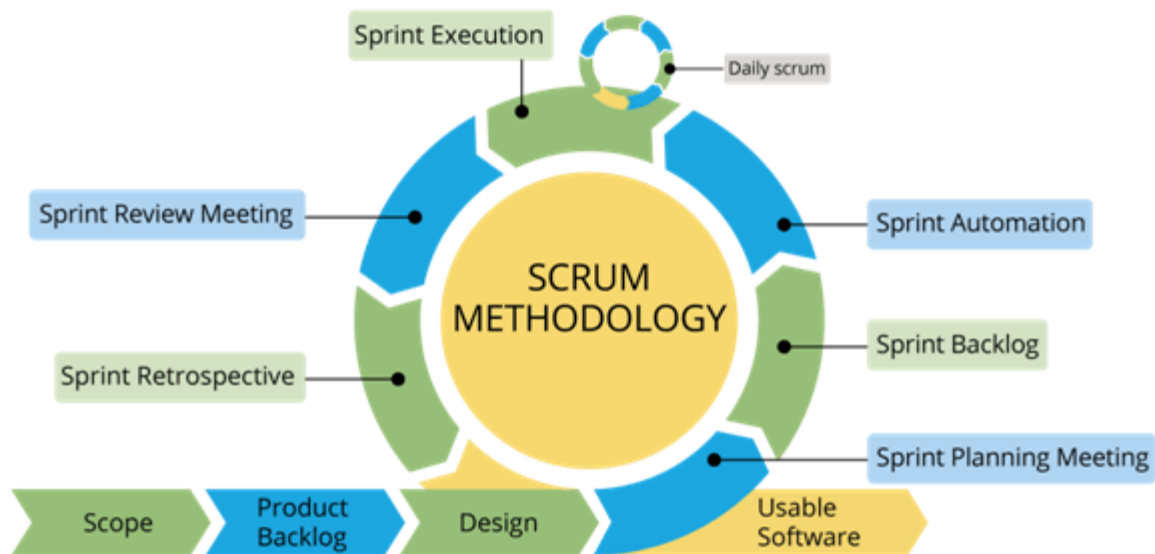 Sprint Execution
Daily scrum
Sprint Review Meeting
Sprint Automation
SCRUM
METHODOLOGY
Sprint Backlog
Sprint Retrospective
Sprint Planning Meeting
Scope
Product
Backlog
Design
Usable
Software